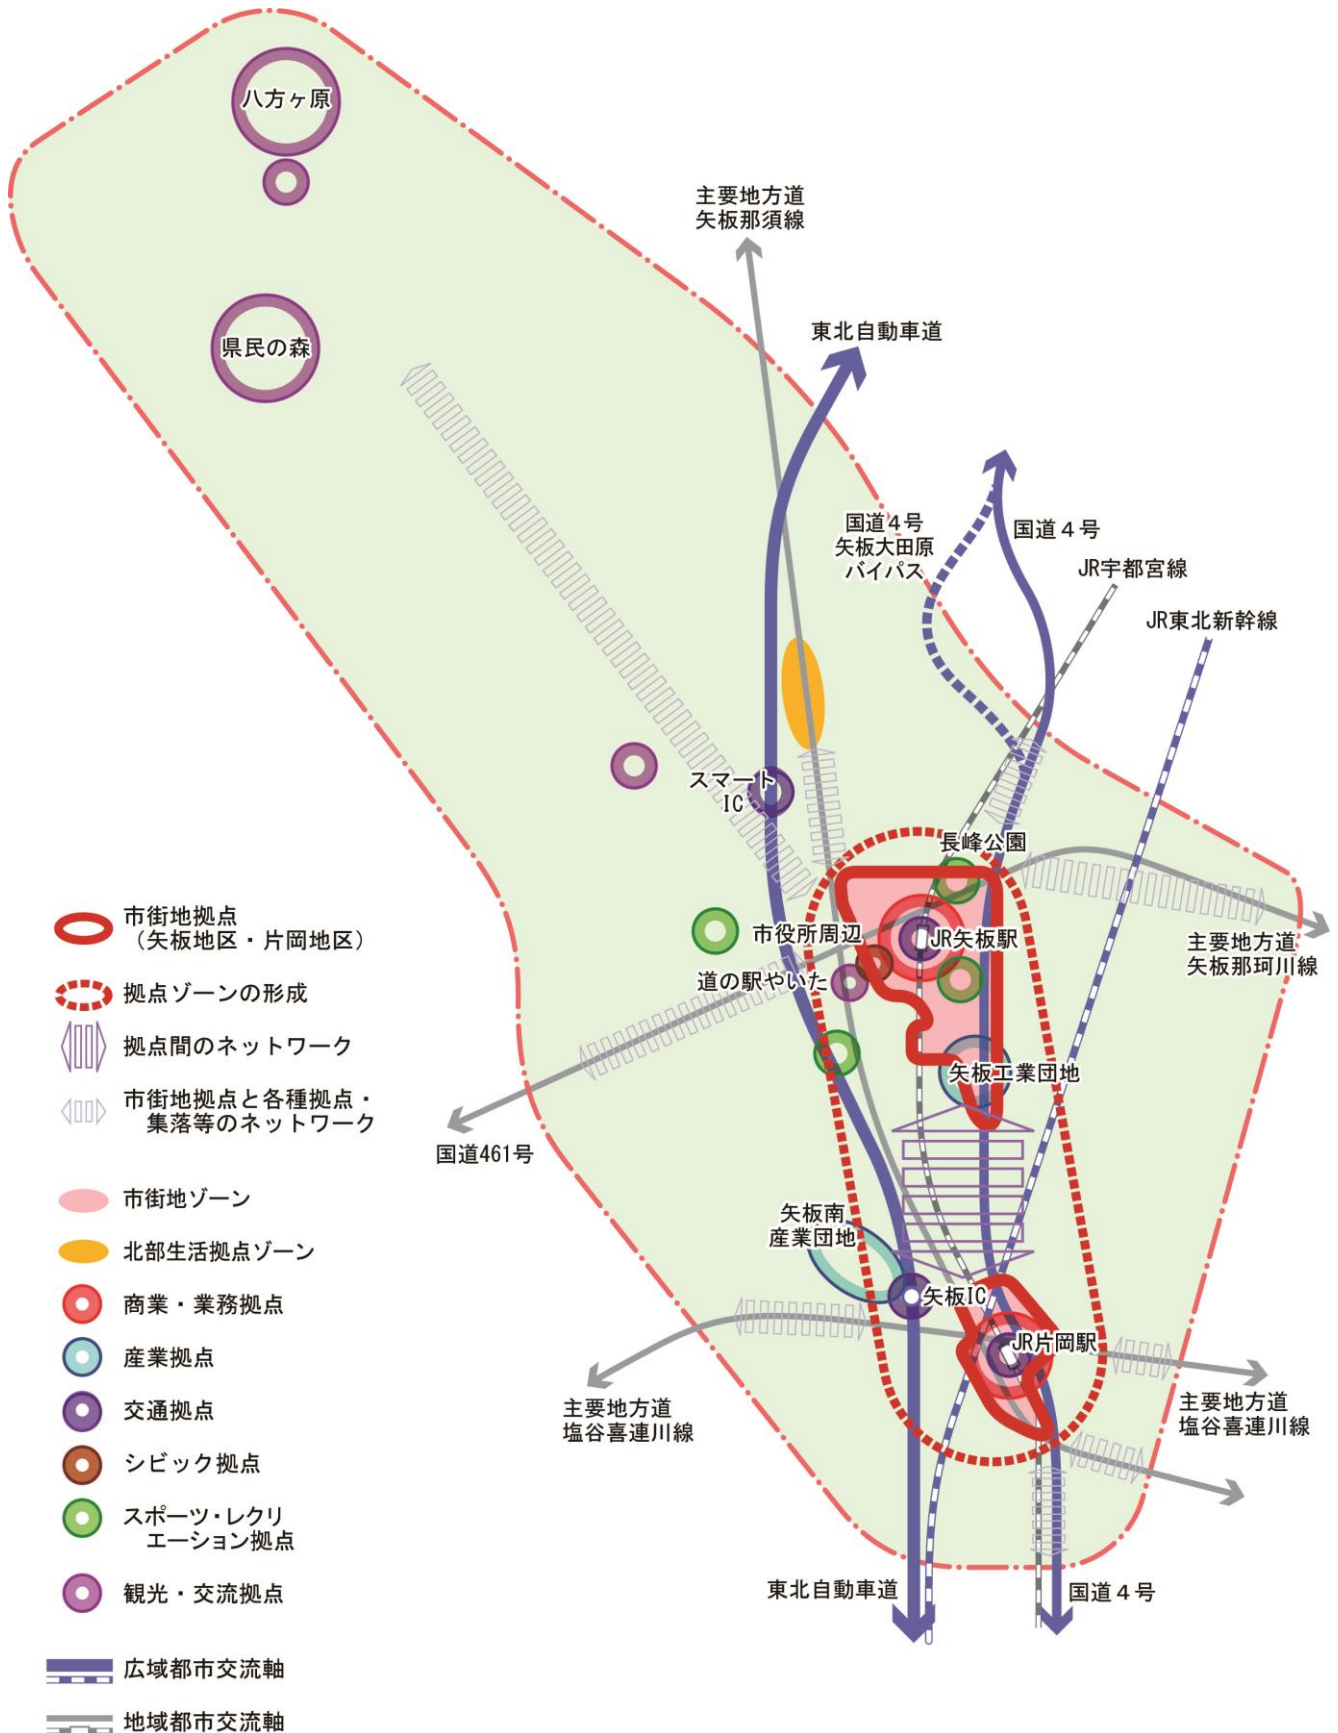 八方ヶ原
県民の森
主要地方道
矢板那須線
東北自動車道
国道４号
矢板大田原
バイパス
国道４号
JR宇都宮線
JR東北新幹線
スマート
IC
長峰公園
市役所周辺
JR矢板駅
道の駅やいた
主要地方道
矢板那珂川線
矢板工業団地
国道461号
矢板南
産業団地
矢板IC
JR片岡駅
主要地方道
塩谷喜連川線
主要地方道
塩谷喜連川線
東北自動車道
国道４号
市街地拠点
（矢板地区・片岡地区）
拠点ゾーンの形成
拠点間のネットワーク
市街地拠点と各種拠点・
集落等のネットワーク
市街地ゾーン
北部生活拠点ゾーン
商業・業務拠点
産業拠点
交通拠点
シビック拠点
スポーツ・レクリ
エーション拠点
観光・交流拠点
広域都市交流軸
地域都市交流軸